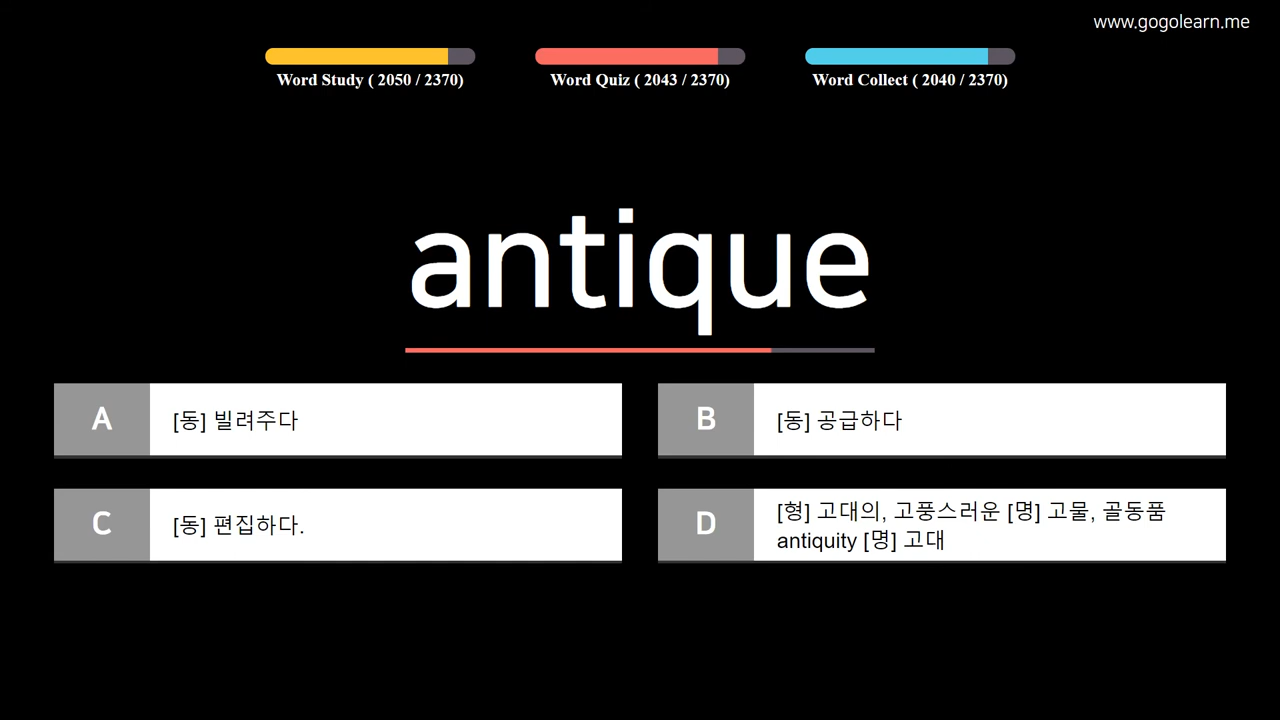 www.gogolearn.me
Word Study ( 2050 / 2370)
Word Quiz ( 2043 / 2370)
Word Collect ( 2040 / 2370)
antique
A
[동] 빌려주다
B
[동] 공급하다
C
[동] 편집하다.
D
[형] 고대의, 고풍스러운 [명] 고물, 골동품
antiquity [명] 고대